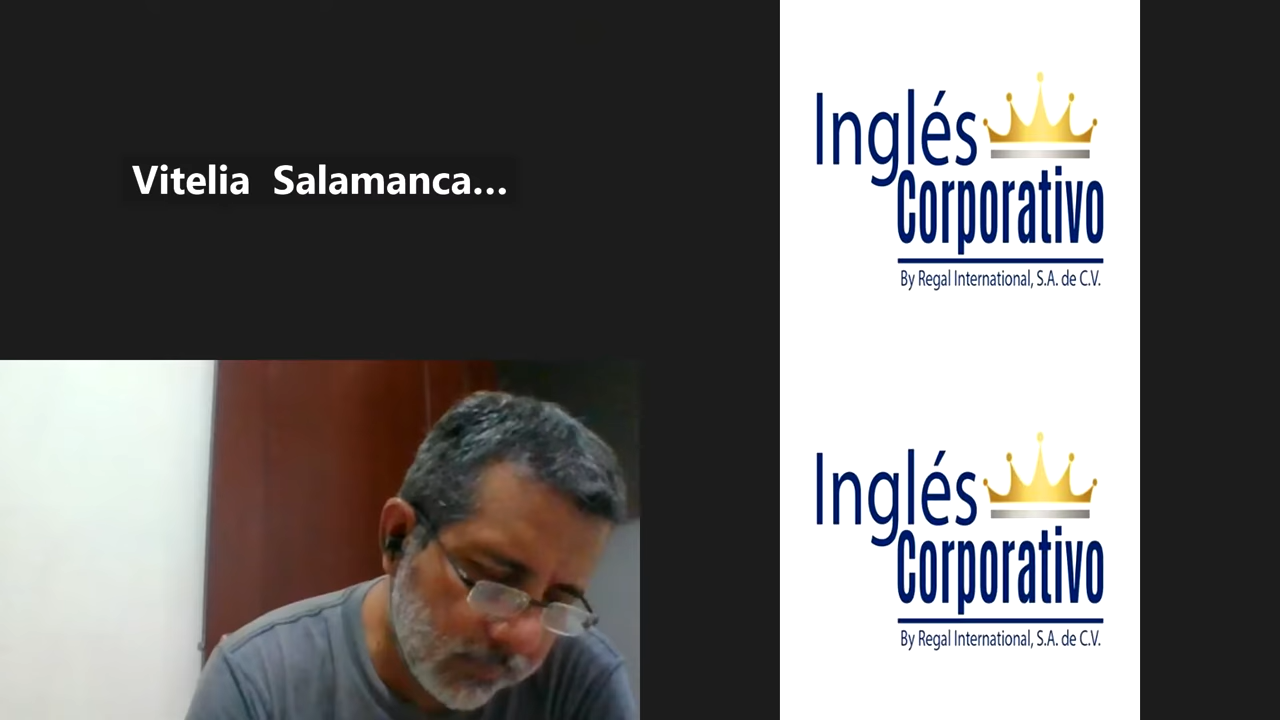 Vitelia Salamanca...
Inglés
Corporativo
By Regal International, S.A. de C.V.
Inglés
Corporativo
By Regal International, S.A. de C.V.